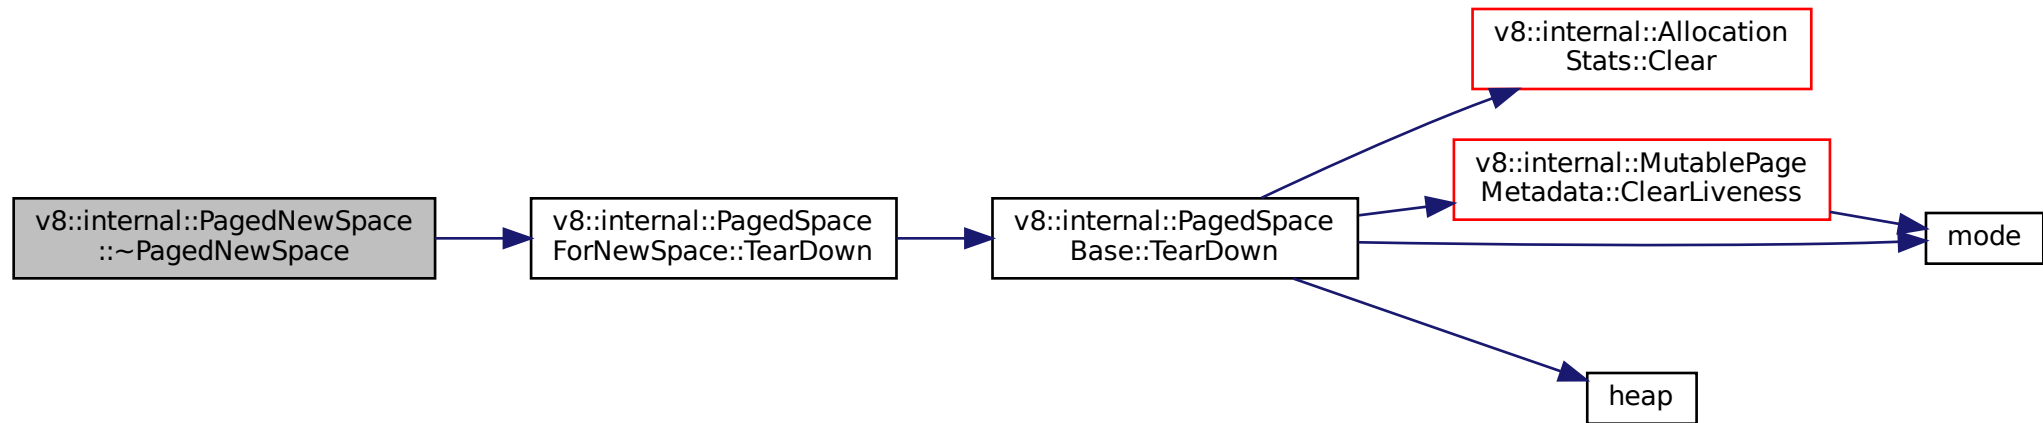 v8::internal::PagedNewSpace
::~PagedNewSpace
v8::internal::PagedSpace
ForNewSpace::TearDown
v8::internal::PagedSpace
Base::TearDown
v8::internal::Allocation
Stats::Clear
v8::internal::MutablePage
Metadata::ClearLiveness
mode
heap